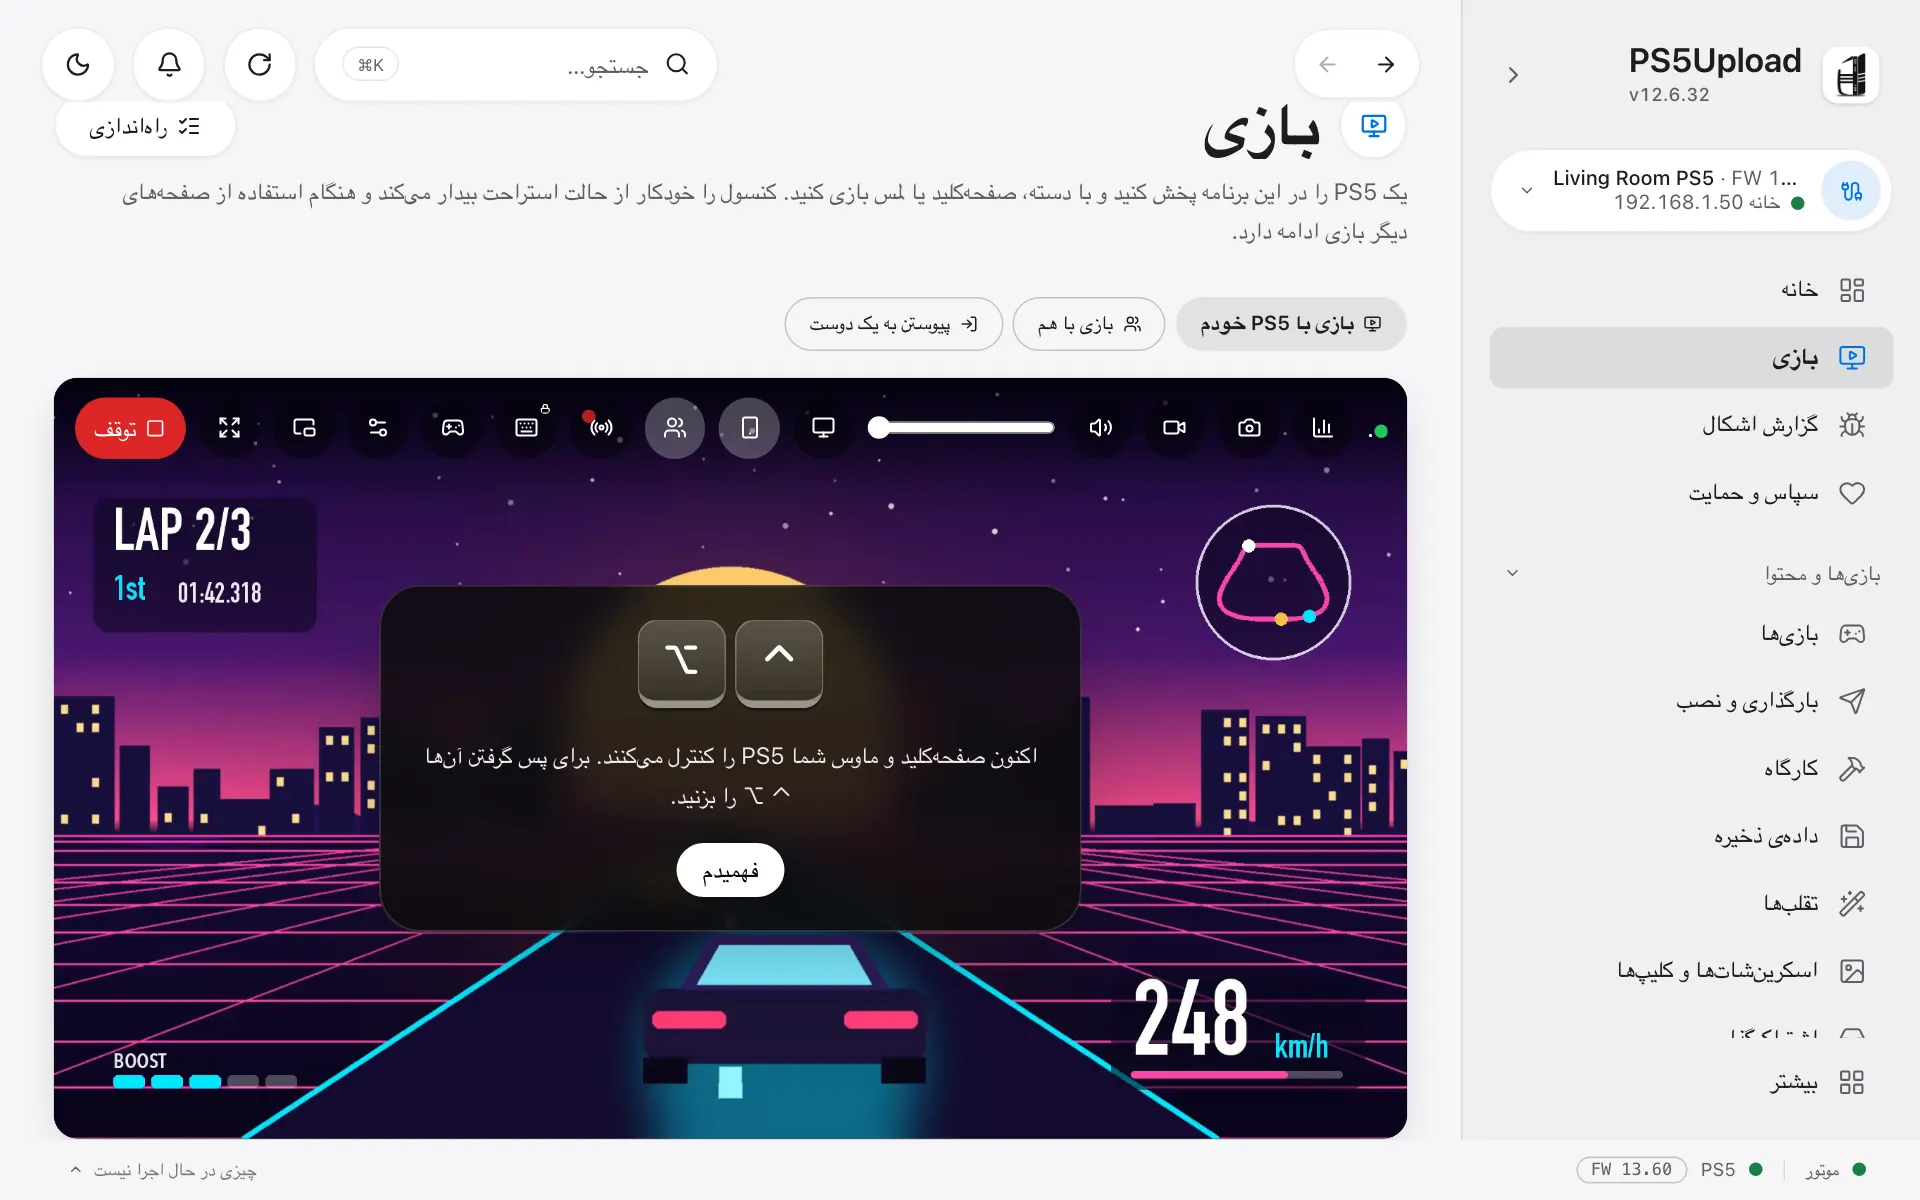 PS5Upload
v12.6.32
Living Room PS5 · FW 1...
خانه 192.168.1.50
خانه
بازی
گزارش اشکال
سپاس و حمایت
بازی‌ها و محتوا
بازی‌ها
بارگذاری و نصب
کارگاه
داده‌ی ذخیره
تقلب‌ها
اسکرین‌شات‌ها و کلیپ‌ها
بیشتر
جستجو...
⌘K
بازی
راه‌اندازی
یک PS5 را در این برنامه پخش کنید و با دسته، صفحه‌کلید یا لمس بازی کنید. کنسول را خودکار از حالت استراحت بیدار می‌کند و هنگام استفاده از صفحه‌های
دیگر بازی ادامه دارد.
بازی با PS5 خودم
بازی با هم
پیوستن به یک دوست
توقف
LAP 2/3
1st 01:42.318
⌥ ^
اکنون صفحه‌کلید و ماوس شما PS5 را کنترل می‌کنند. برای پس گرفتن آن‌ها
^ ⌥ را بزنید.
فهمیدم
BOOST
248 km/h
موتور
PS5
FW 13.60
چیزی در حال اجرا نیست